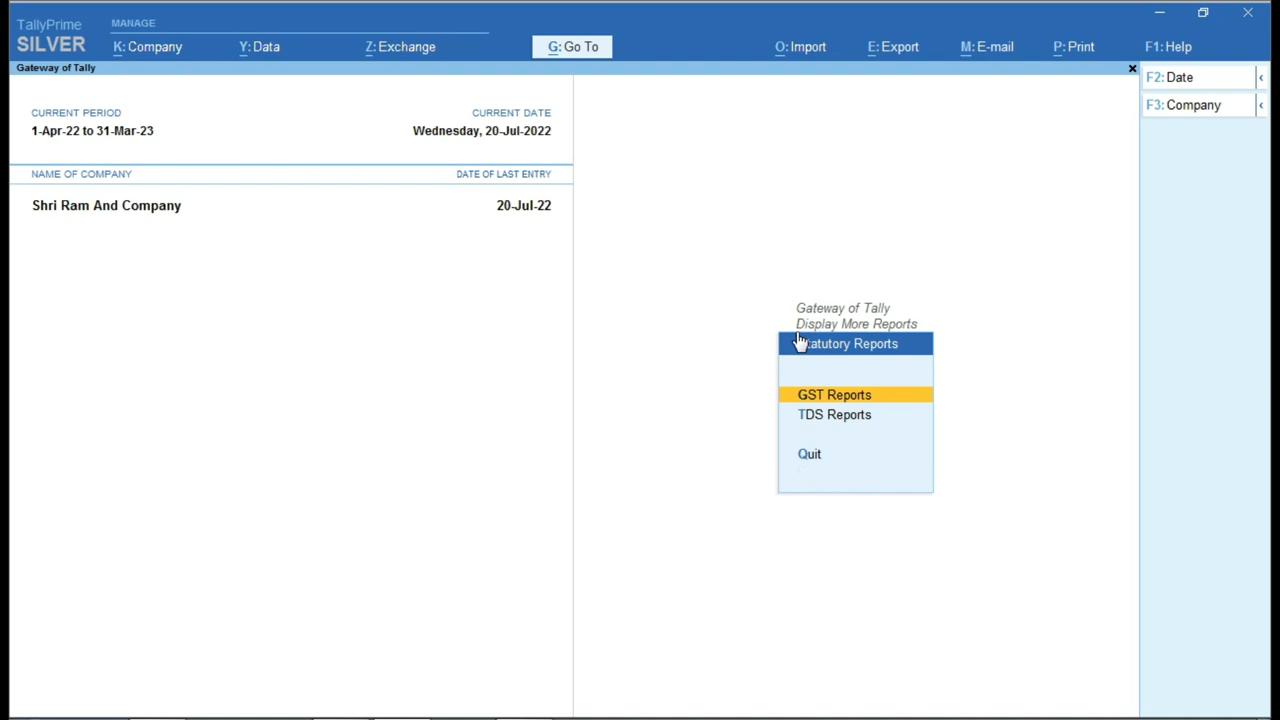 TallyPrime
SILVER
MANAGE
K: Company
Y: Data
Z: Exchange
G: Go To
O: Import
E: Export
M: E-mail
P: Print
F1: Help
Gateway of Tally
F2: Date
F3: Company
CURRENT PERIOD
CURRENT DATE
1-Apr-22 to 31-Mar-23
Wednesday, 20-Jul-2022
NAME OF COMPANY
DATE OF LAST ENTRY
Shri Ram And Company
20-Jul-22
Gateway of Tally
Display More Reports
Statutory Reports
GST Reports
TDS Reports
Quit